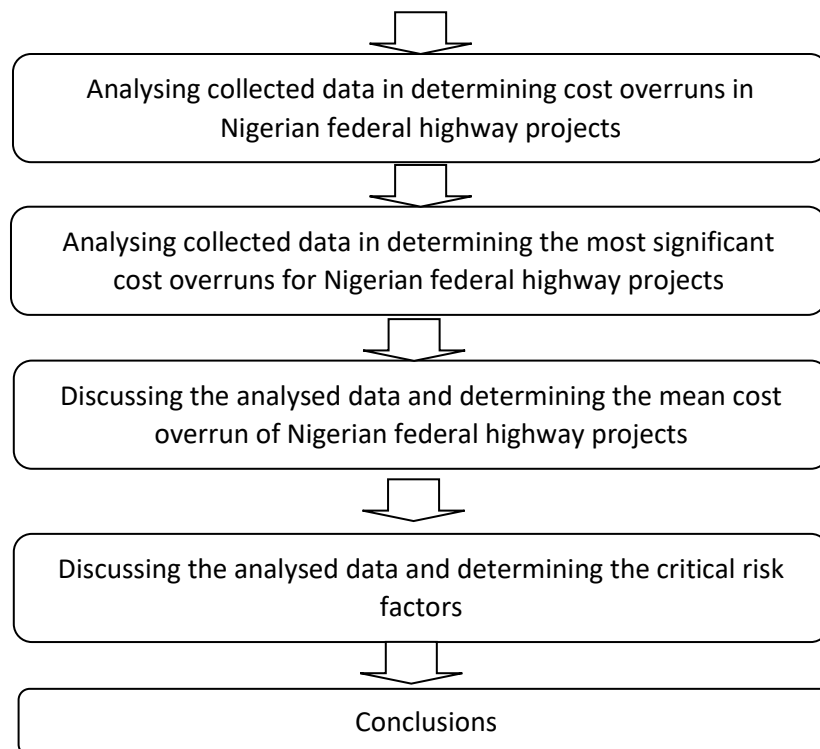 Analysing collected data in determining cost overruns in
Nigerian federal highway projects
Analysing collected data in determining the most significant
cost overruns for Nigerian federal highway projects
Discussing the analysed data and determining the mean cost
overrun of Nigerian federal highway projects
Discussing the analysed data and determining the critical risk
factors
Conclusions